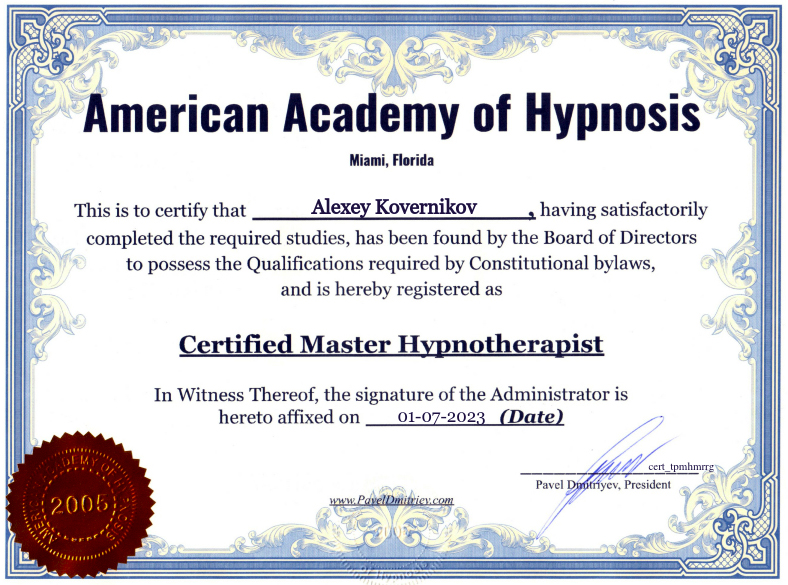 American Academy of Hypnosis
Miami, Florida
This is to certify that Alexey Kovernikov , having satisfactorily
completed the required studies, has been found by the Board of Directors
to possess the Qualifications required by Constitutional bylaws,
and is hereby registered as
Certified Master Hypnotherapist
In Witness Thereof, the signature of the Administrator is
hereto affixed on 01-07-2023 (Date)
cert_tpmhmrrg
Pavel Dmitriyev, President
www.PavelDmitriev.com
2005